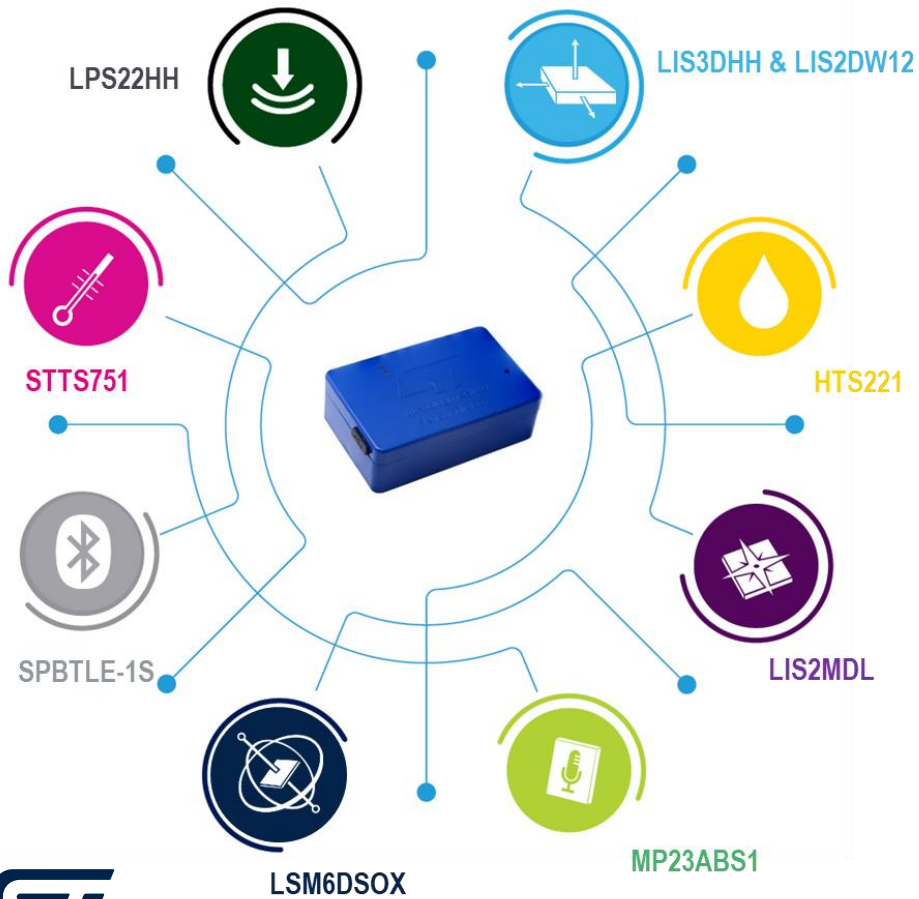 LPS22HH
LIS3DHH & LIS2DW12
STTS751
HTS221
SPBTLE-1S
LIS2MDL
MP23ABS1
LSM6DSOX